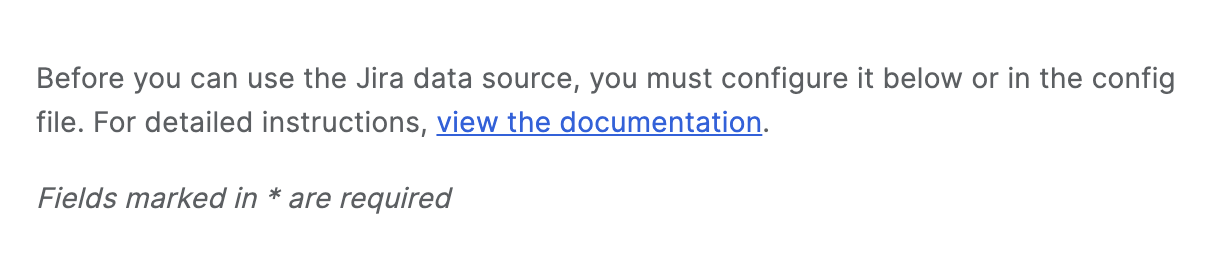 Before you can use the Jira data source, you must configure it below or in the config
file. For detailed instructions, view the documentation.
Fields marked in * are required